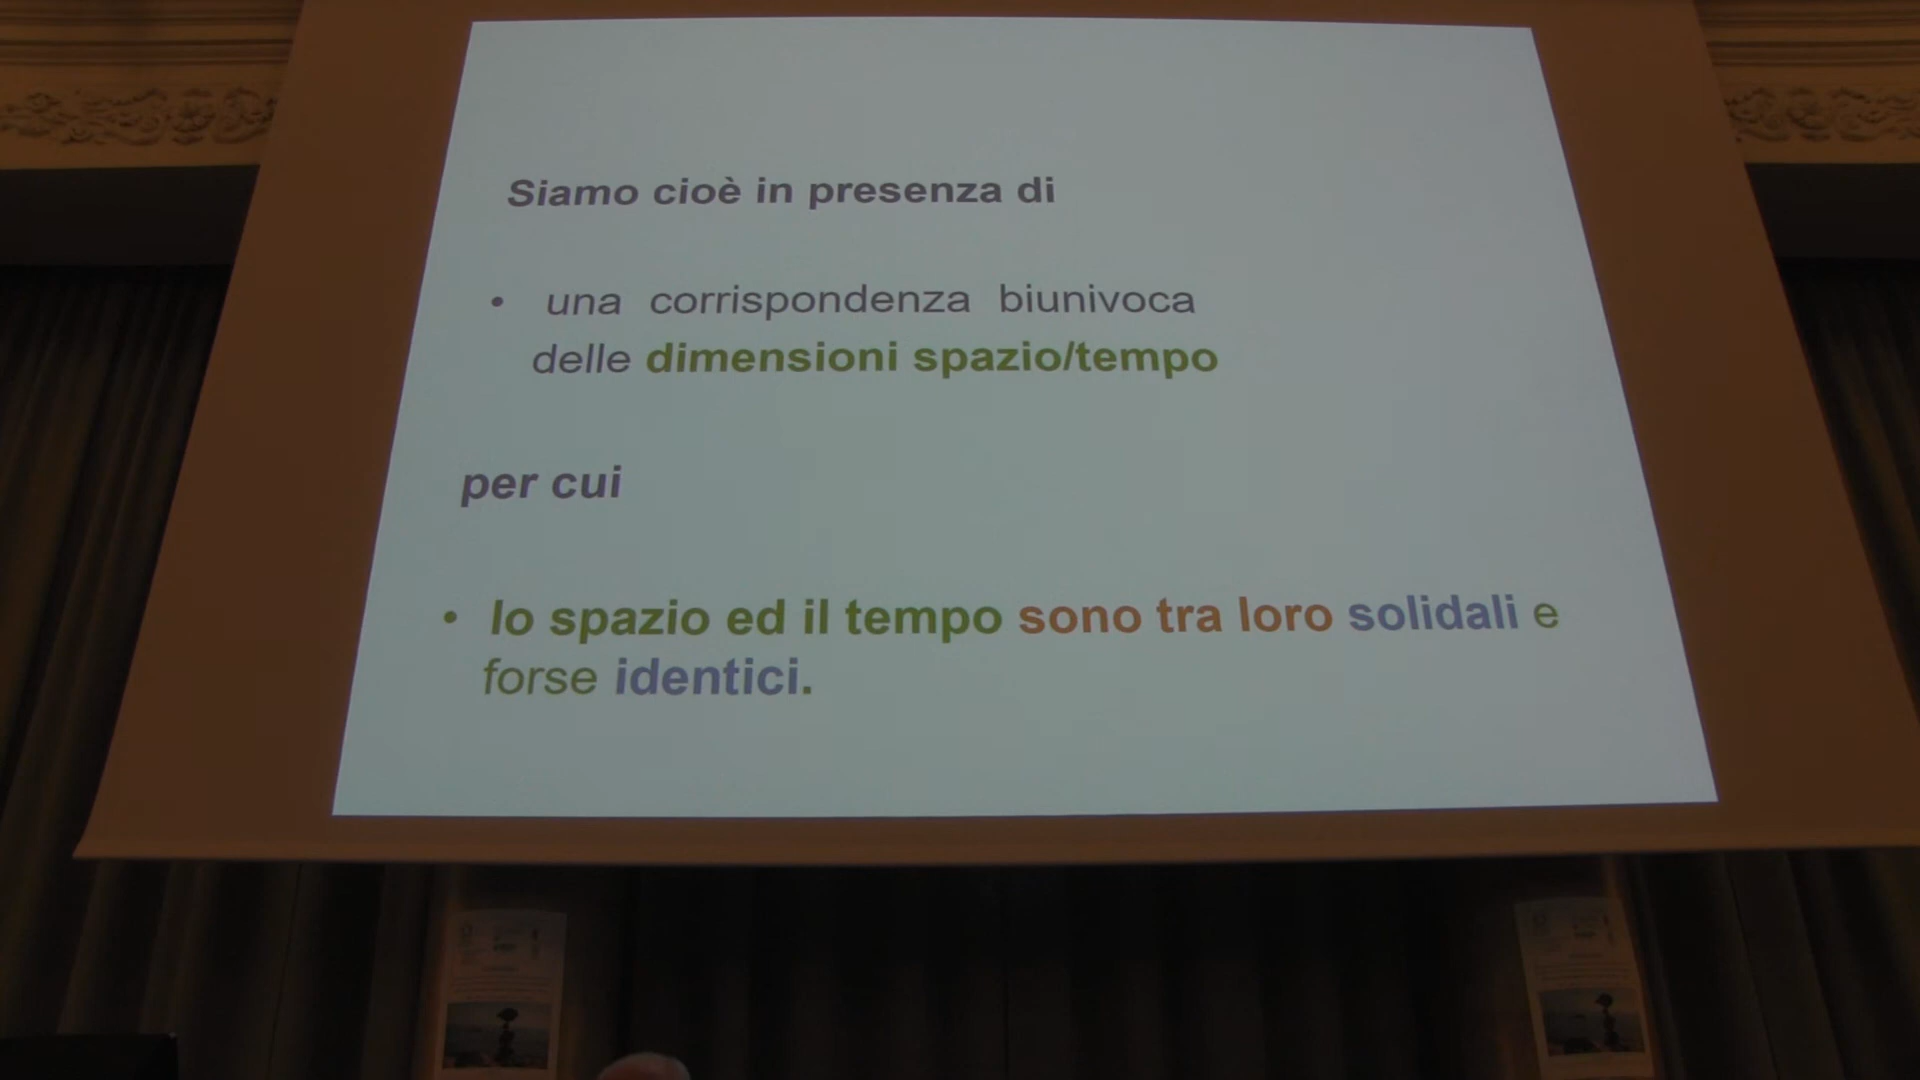 Siamo cioè in presenza di
• una corrispondenza biunivoca
delle dimensioni spazio/tempo
per cui
• lo spazio ed il tempo sono tra loro solidali e
forse identici.